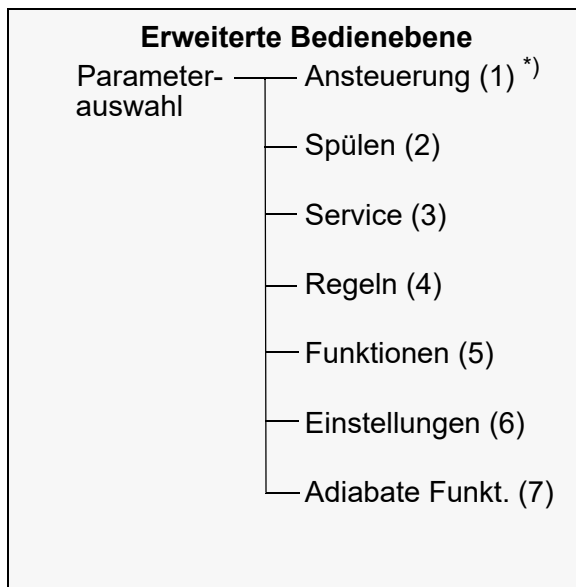 Erweiterte Bedienebene
Parameter-
auswahl
Ansteuerung (1) *)
Spülen (2)
Service (3)
Regeln (4)
Funktionen (5)
Einstellungen (6)
Adiabate Funkt. (7)